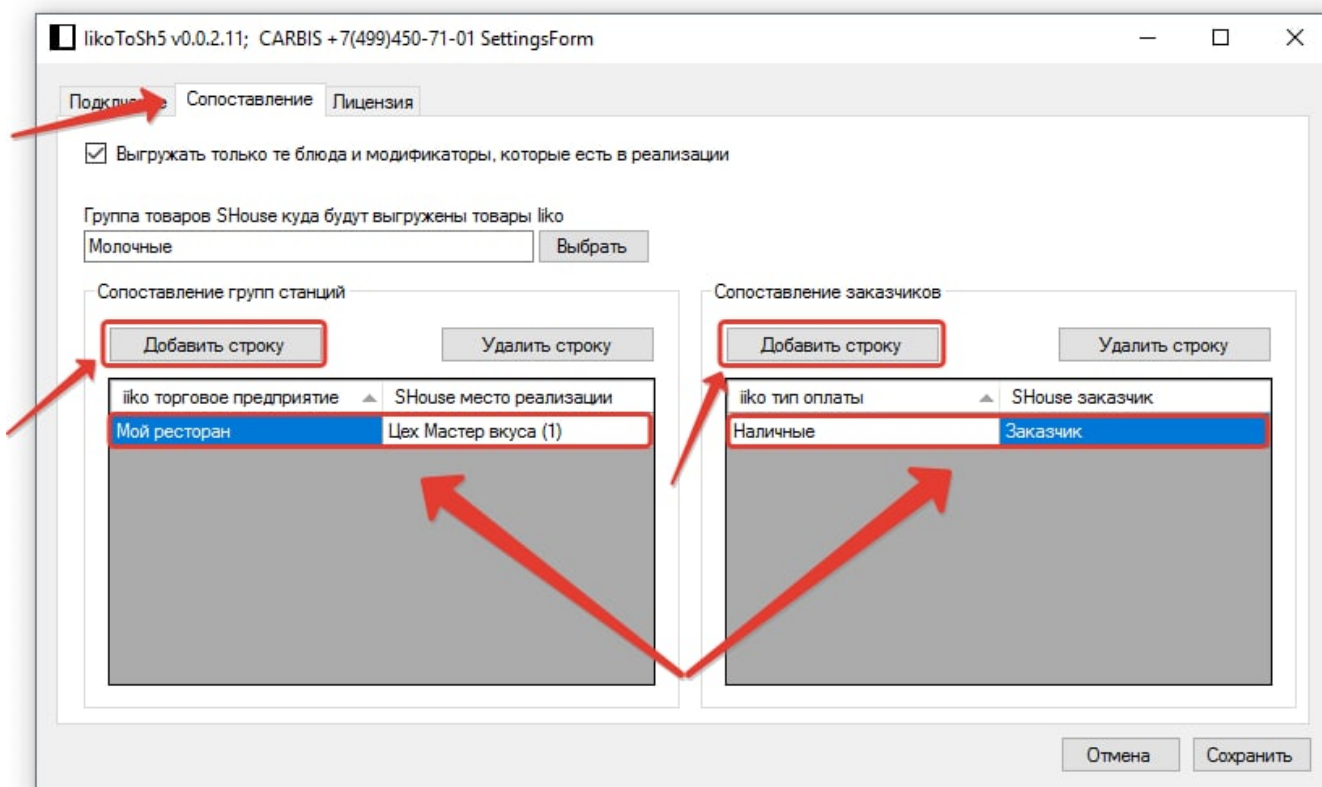 IikoToSh5 v0.0.2.11; CARBIS +7(499)450-71-01 SettingsForm
Подключение Сопоставление Лицензия
Выгружать только те блюда и модификаторы, которые есть в реализации
Группа товаров SHouse куда будут выгружены товары Iiko
Молочные Выбрать
Сопоставление групп станций
Добавить строку Удалить строку
iiko торговое предприятие SHouse место реализации
Мой ресторан Цех Мастер вкуса (1)
Сопоставление заказчиков
Добавить строку Удалить строку
iiko тип оплаты SHouse заказчик
Наличные Заказчик
Отмена Сохранить